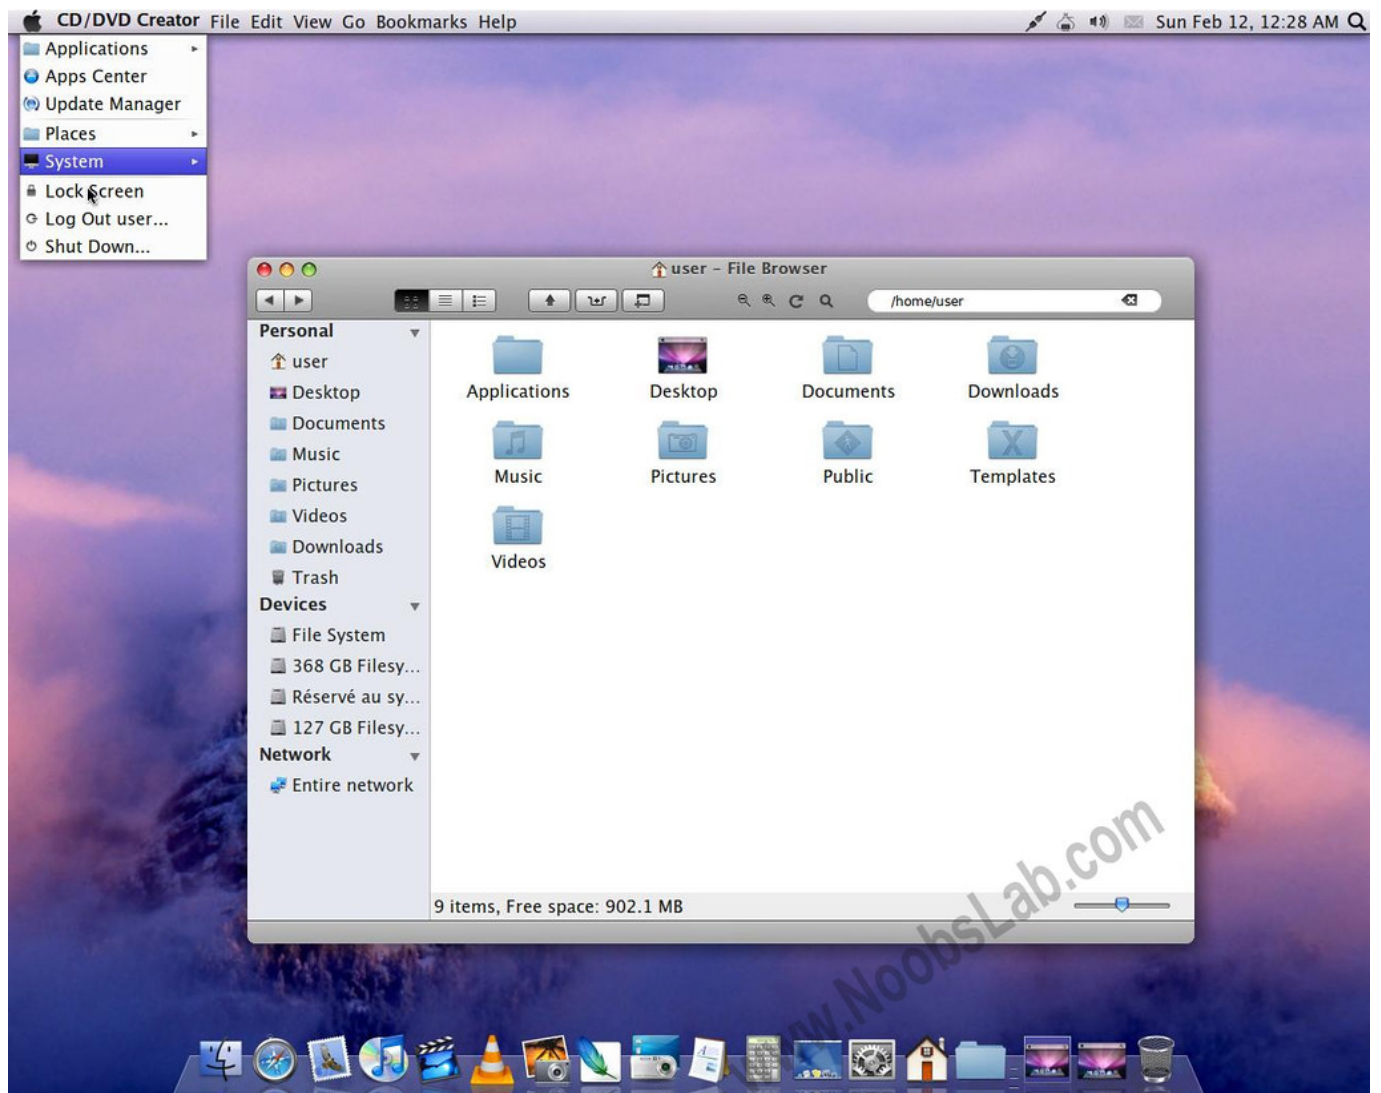 CD/DVD Creator File Edit View Go Bookmarks Help
Sun Feb 12, 12:28 AM
Applications
Apps Center
Update Manager
Places
System
Lock Screen
Log Out user...
Shut Down...
user - File Browser
/home/user
Personal
user
Desktop
Documents
Music
Pictures
Videos
Downloads
Trash
Devices
File System
368 GB Filesy...
Réservé au sy...
127 GB Filesy...
Network
Entire network
Applications
Desktop
Documents
Downloads
Music
Pictures
Public
Templates
Videos
9 items, Free space: 902.1 MB
www.NoobsLab.com